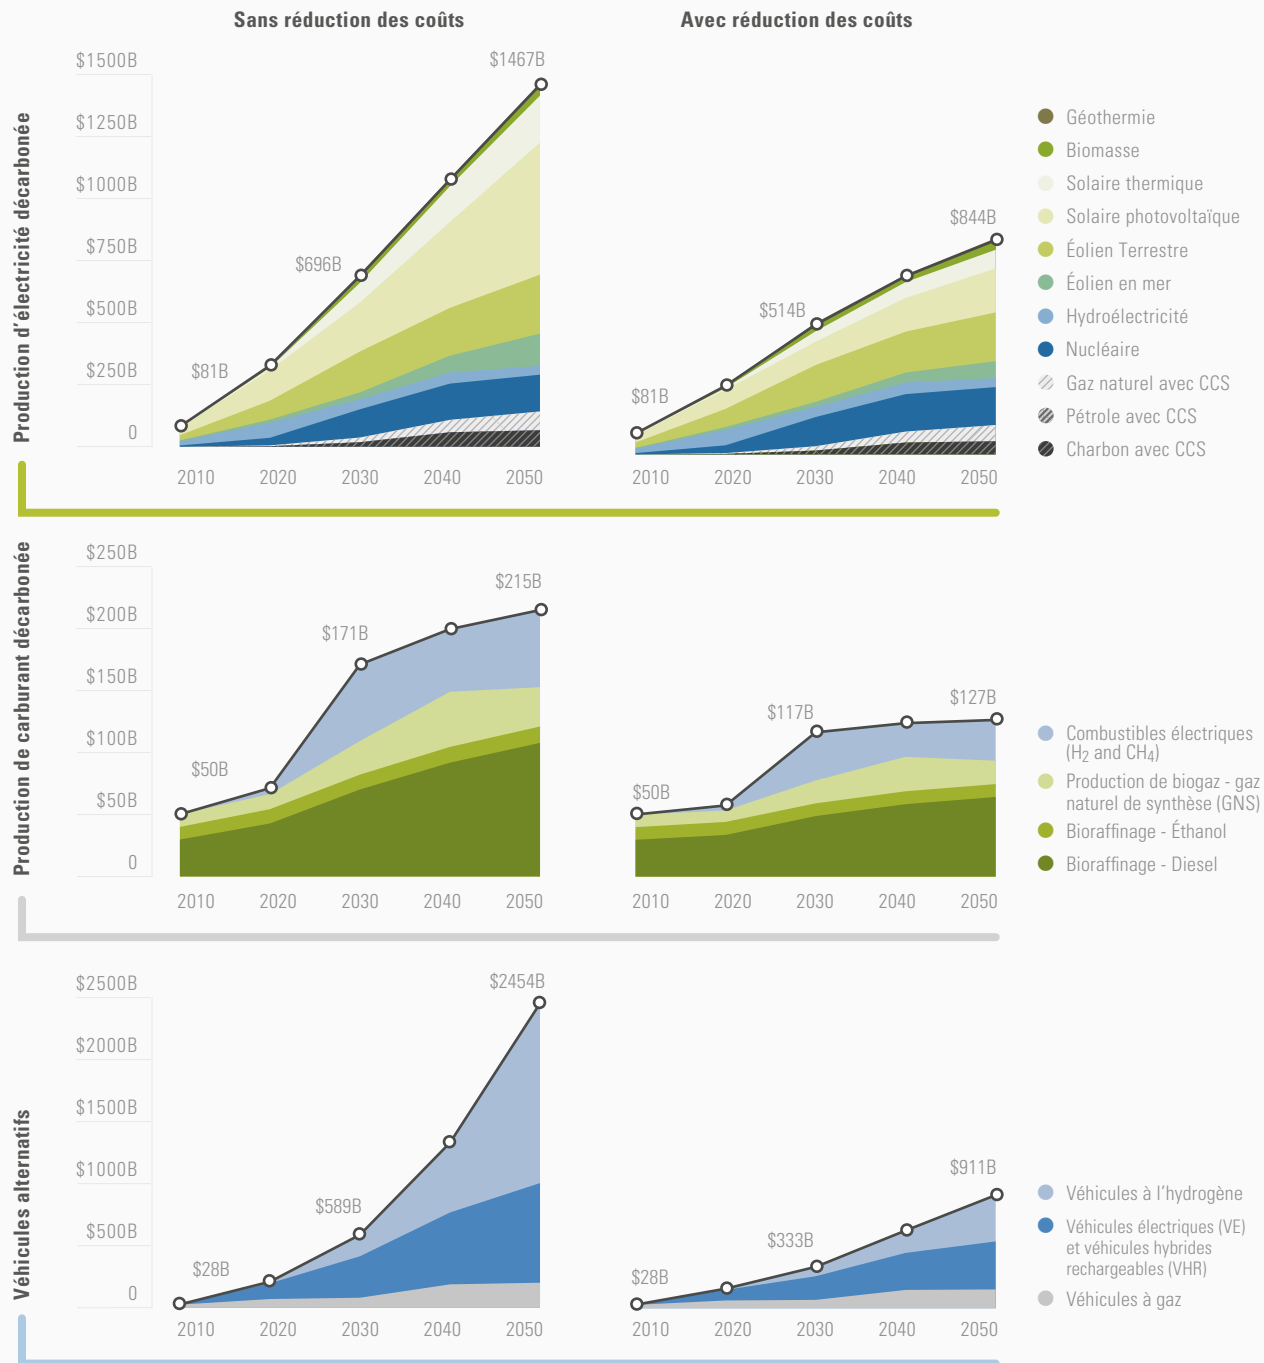 Sans réduction des coûts
Avec réduction des coûts
Production d'électricité décarbonée
$1500B
$1250B
$1000B
$750B
$500B
$250B
0
$81B
$696B
$1467B
2010 2020 2030 2040 2050
$81B
$514B
$844B
2010 2020 2030 2040 2050
Géothermie
Biomasse
Solaire thermique
Solaire photovoltaïque
Éolien Terrestre
Éolien en mer
Hydroélectricité
Nucléaire
Gaz naturel avec CCS
Pétrole avec CCS
Charbon avec CCS
Production de carburant décarbonée
$250B
$200B
$150B
$100B
$50B
0
$50B
$171B
$215B
2010 2020 2030 2040 2050
$50B
$117B
$127B
2010 2020 2030 2040 2050
Combustibles électriques
(H₂ and CH₄)
Production de biogaz - gaz
naturel de synthèse (GNS)
Bioraffinage - Éthanol
Bioraffinage - Diesel
Véhicules alternatifs
$2500B
$2000B
$1500B
$1000B
$500B
0
$28B
$589B
$2454B
2010 2020 2030 2040 2050
$28B
$333B
$911B
2010 2020 2030 2040 2050
Véhicules à l'hydrogène
Véhicules électriques (VE)
et véhicules hybrides
rechargeables (VHR)
Véhicules à gaz